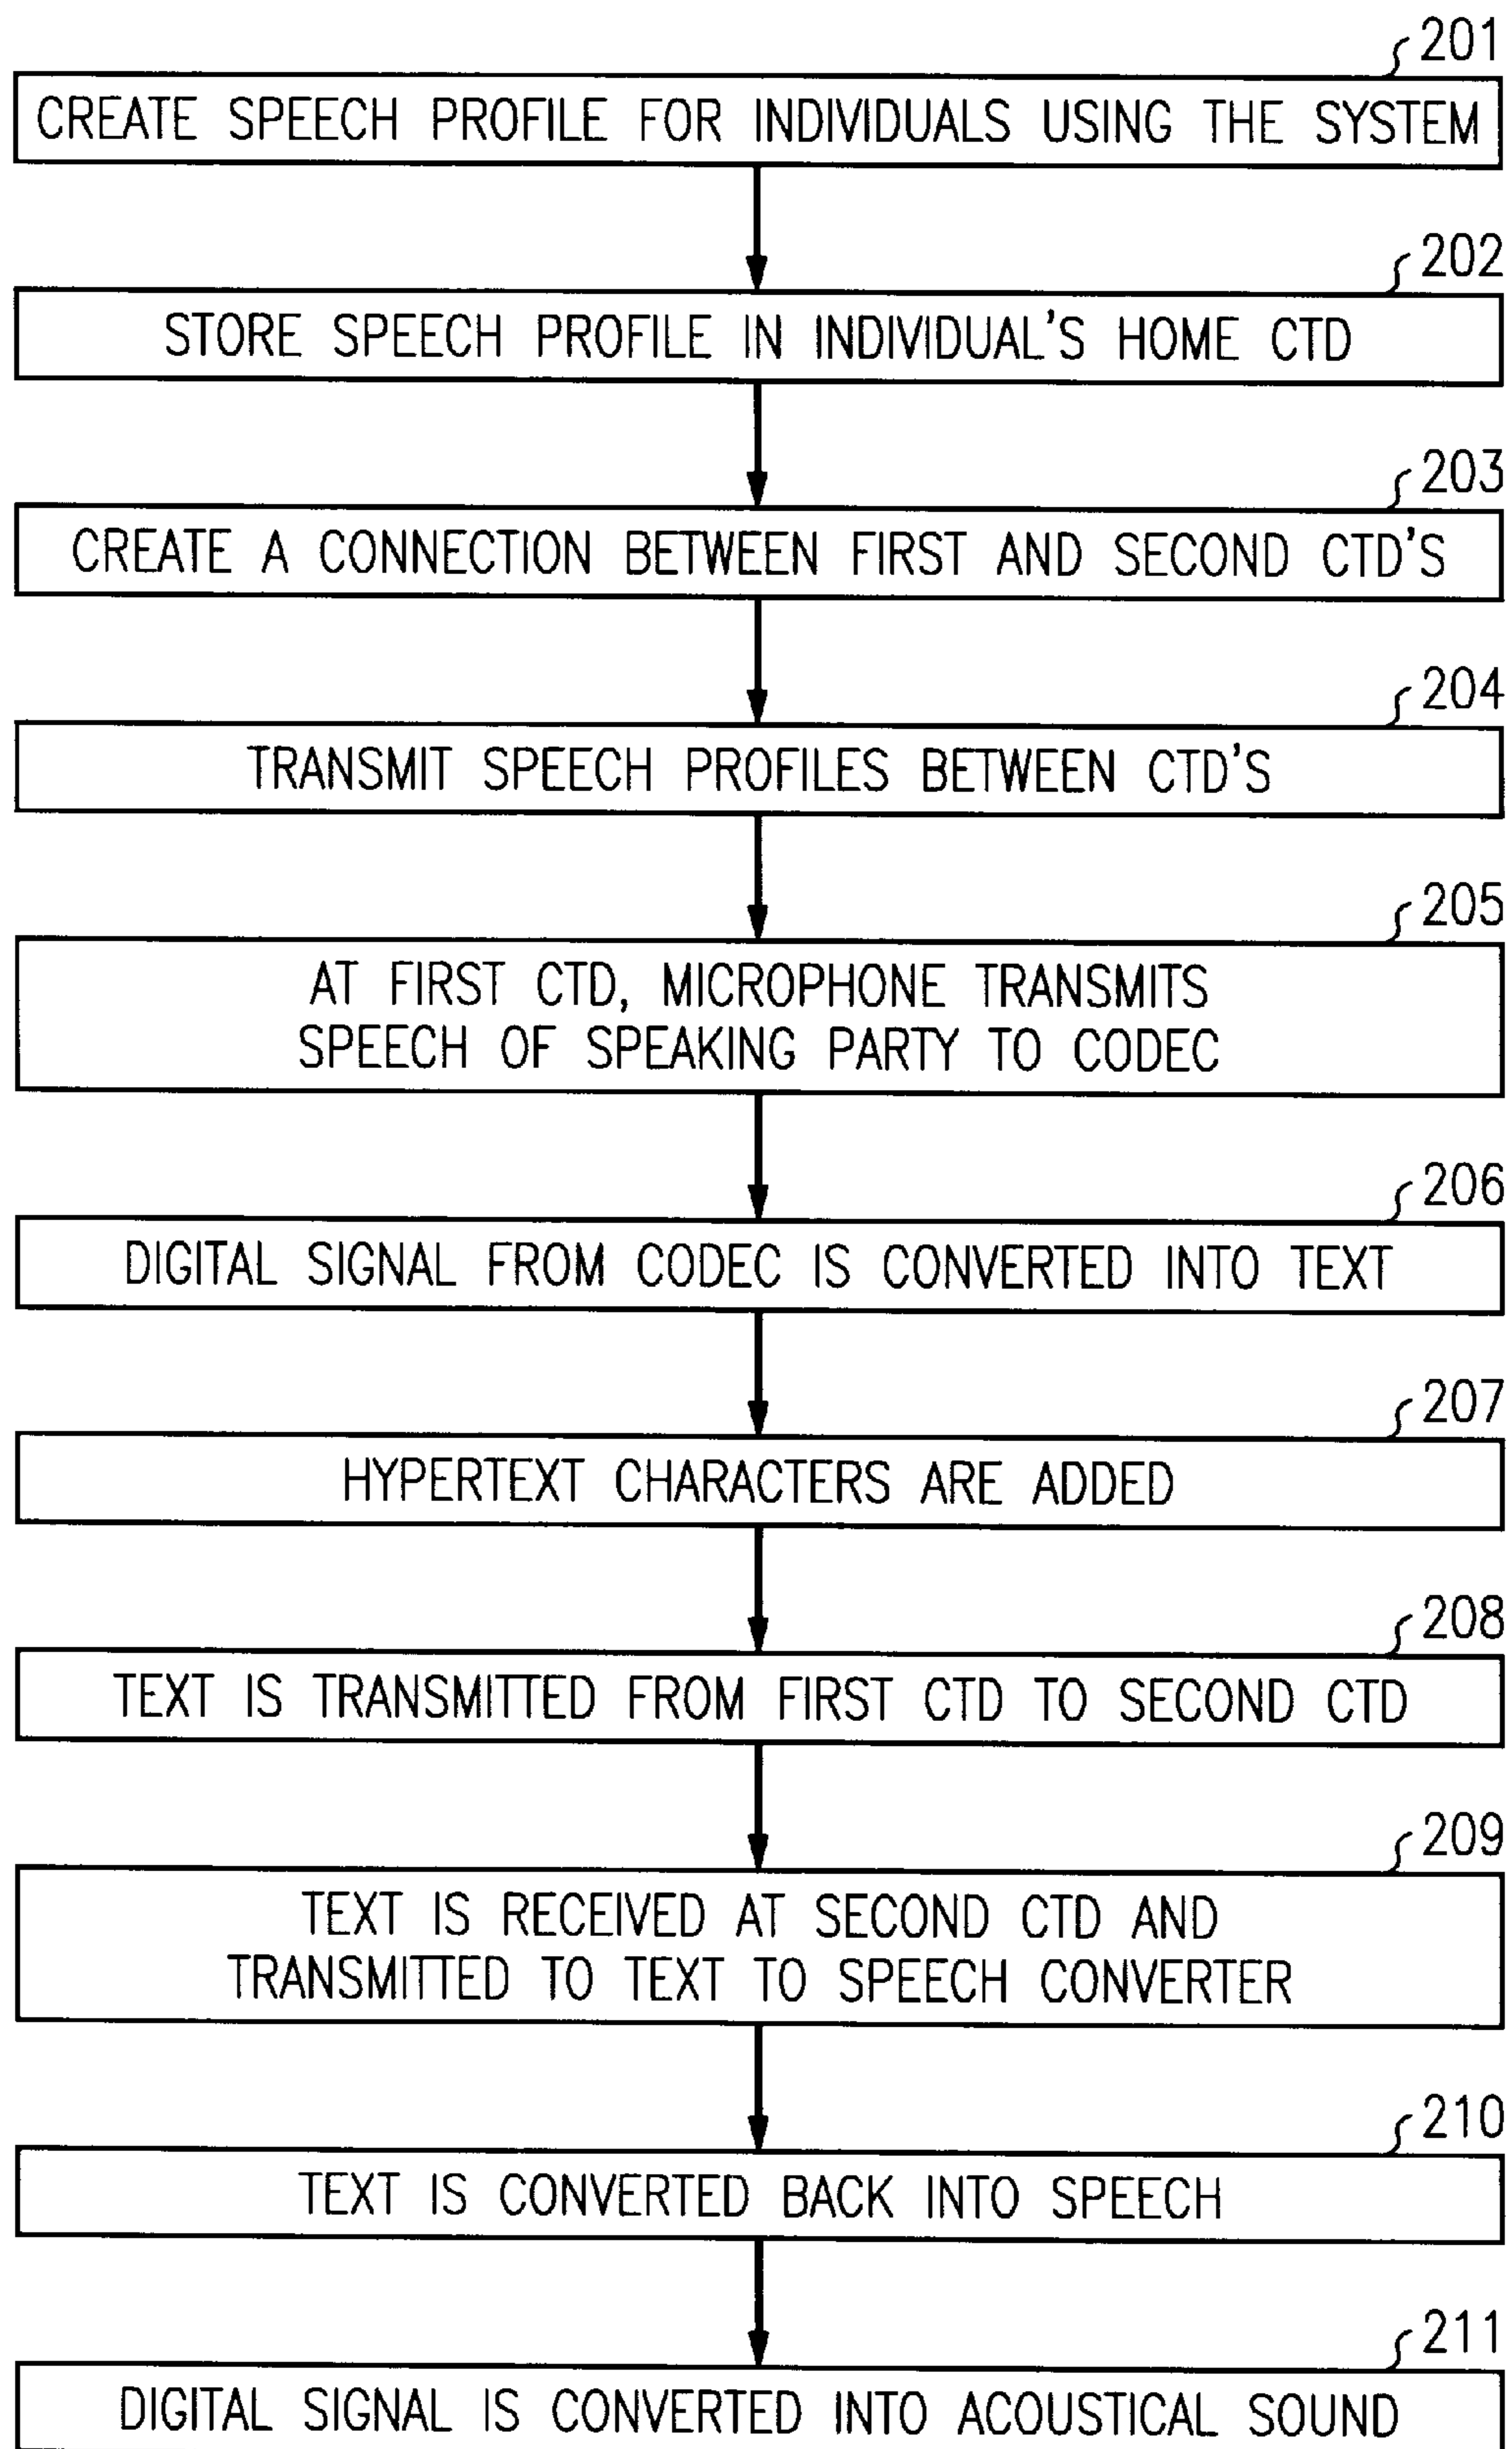 201
CREATE SPEECH PROFILE FOR INDIVIDUALS USING THE SYSTEM
202
STORE SPEECH PROFILE IN INDIVIDUAL'S HOME CTD
203
CREATE A CONNECTION BETWEEN FIRST AND SECOND CTD'S
204
TRANSMIT SPEECH PROFILES BETWEEN CTD'S
205
AT FIRST CTD, MICROPHONE TRANSMITS
SPEECH OF SPEAKING PARTY TO CODEC
206
DIGITAL SIGNAL FROM CODEC IS CONVERTED INTO TEXT
207
HYPERTEXT CHARACTERS ARE ADDED
208
TEXT IS TRANSMITTED FROM FIRST CTD TO SECOND CTD
209
TEXT IS RECEIVED AT SECOND CTD AND
TRANSMITTED TO TEXT TO SPEECH CONVERTER
210
TEXT IS CONVERTED BACK INTO SPEECH
211
DIGITAL SIGNAL IS CONVERTED INTO ACOUSTICAL SOUND